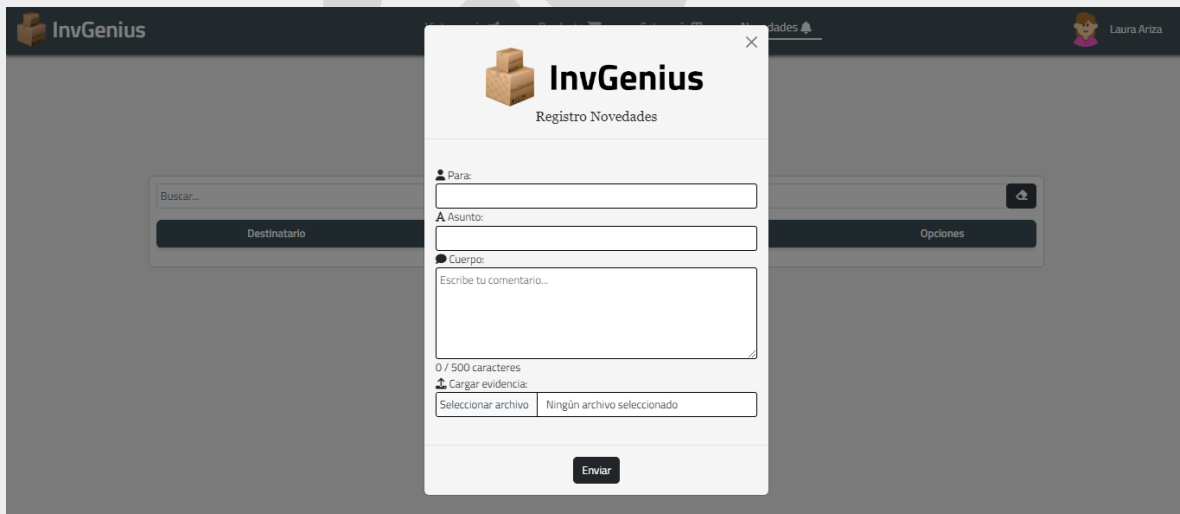 InvGenius
dades
Laura Ariza
InvGenius
Registro Novedades
Para:
Asunto:
Cuerpo:
Escribe tu comentario...
0 / 500 caracteres
Cargar evidencia:
Seleccionar archivo Ningún archivo seleccionado
Enviar
Buscar...
Destinatario Opciones